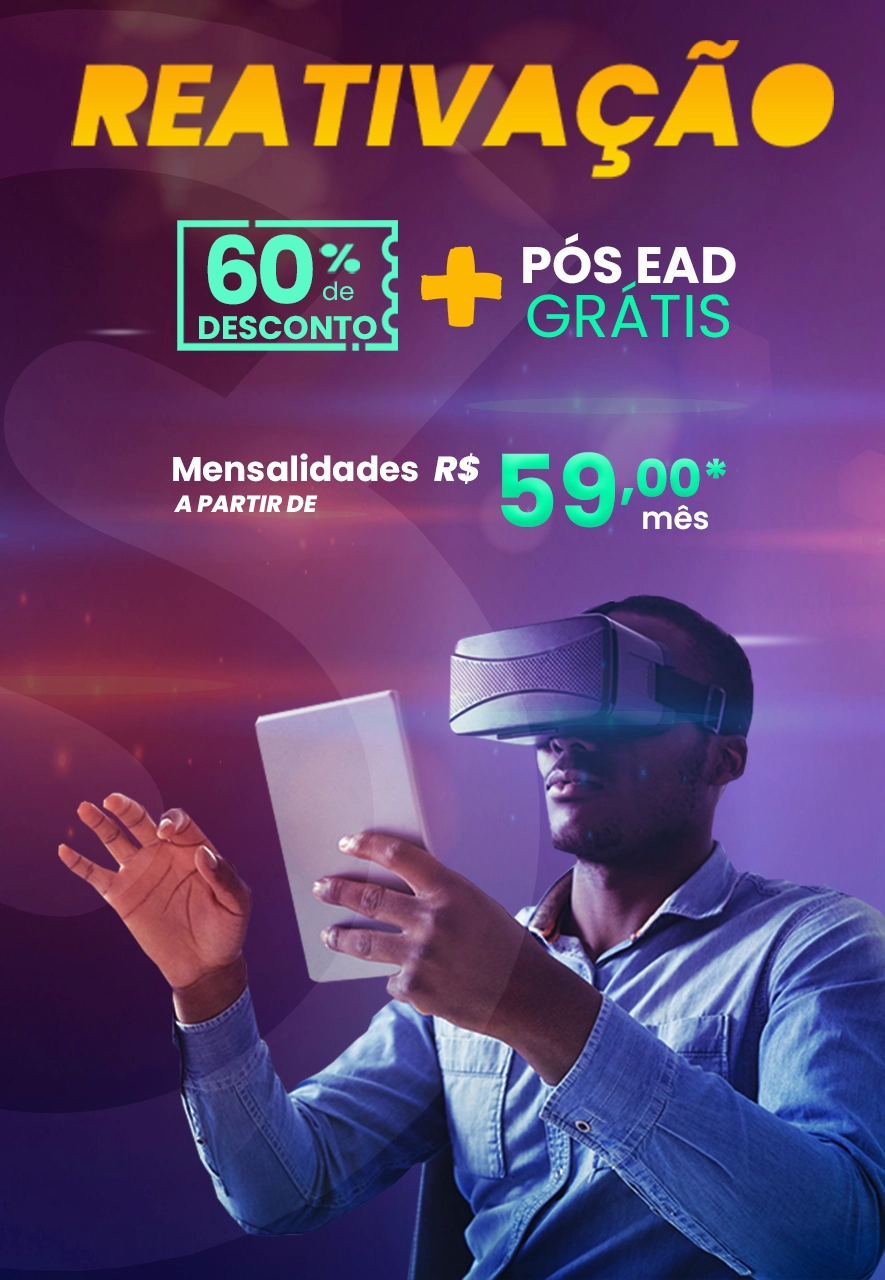 REATIVAÇÃO
60% de
DESCONTO
PÓS EAD
GRÁTIS
Mensalidades R$ 59,00*
A PARTIR DE
mês